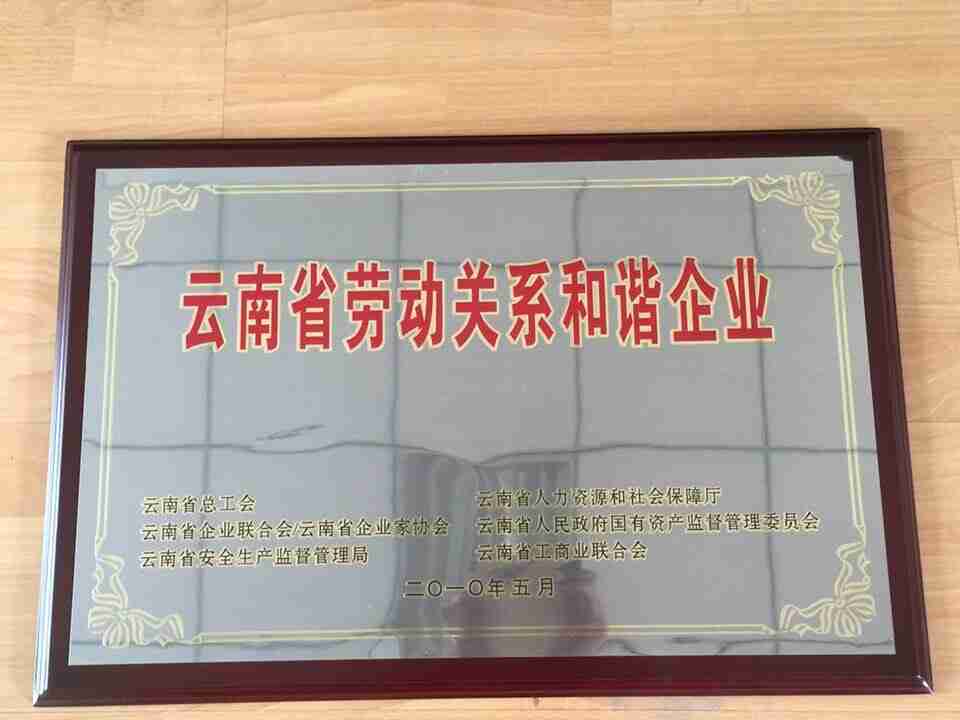 云南省劳动关系和谐企业
云南省总工会
云南省企业联合会/云南省企业家协会
云南省安全生产监督管理局
云南省人力资源和社会保障厅
云南省人民政府国有资产监督管理委员会
云南省工商业联合会
二〇一〇年五月